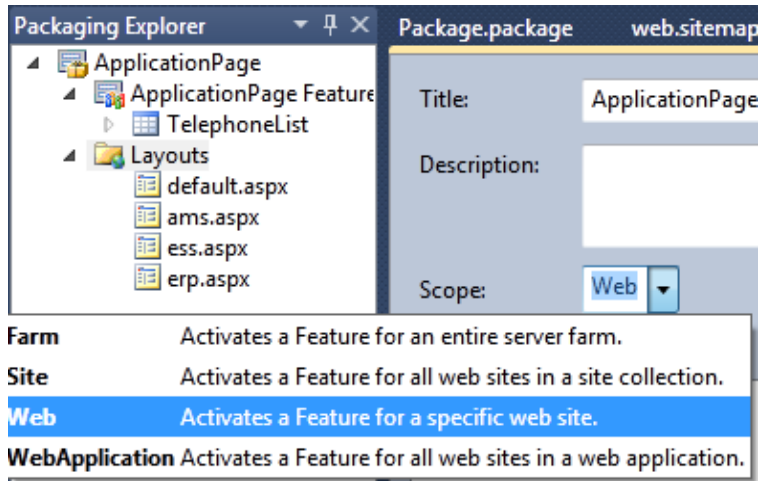 Packaging Explorer
ApplicationPage
ApplicationPage Feature
TelephoneList
Layouts
default.aspx
ams.aspx
ess.aspx
erp.aspx
Package.package web.sitemap
Title: ApplicationPage
Description:
Scope: Web
Farm Activates a Feature for an entire server farm.
Site Activates a Feature for all web sites in a site collection.
Web Activates a Feature for a specific web site.
WebApplication Activates a Feature for all web sites in a web application.